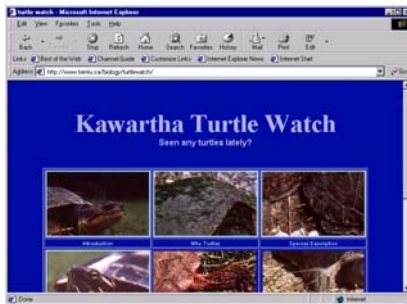 turtle watch - Microsoft Internet Explorer
Edit View Favorites Tools Help
Back Stop Refresh Home Search Favorites History Mail Print Edit
Links Best of the Web Channel Guide Customize Links Internet Explorer News Internet Start
Address http://www.trentu.ca/biology/turtlewatch/ Go
Kawartha Turtle Watch
Seen any turtles lately?
Introduction Why Turtles Species Description
Done Internet